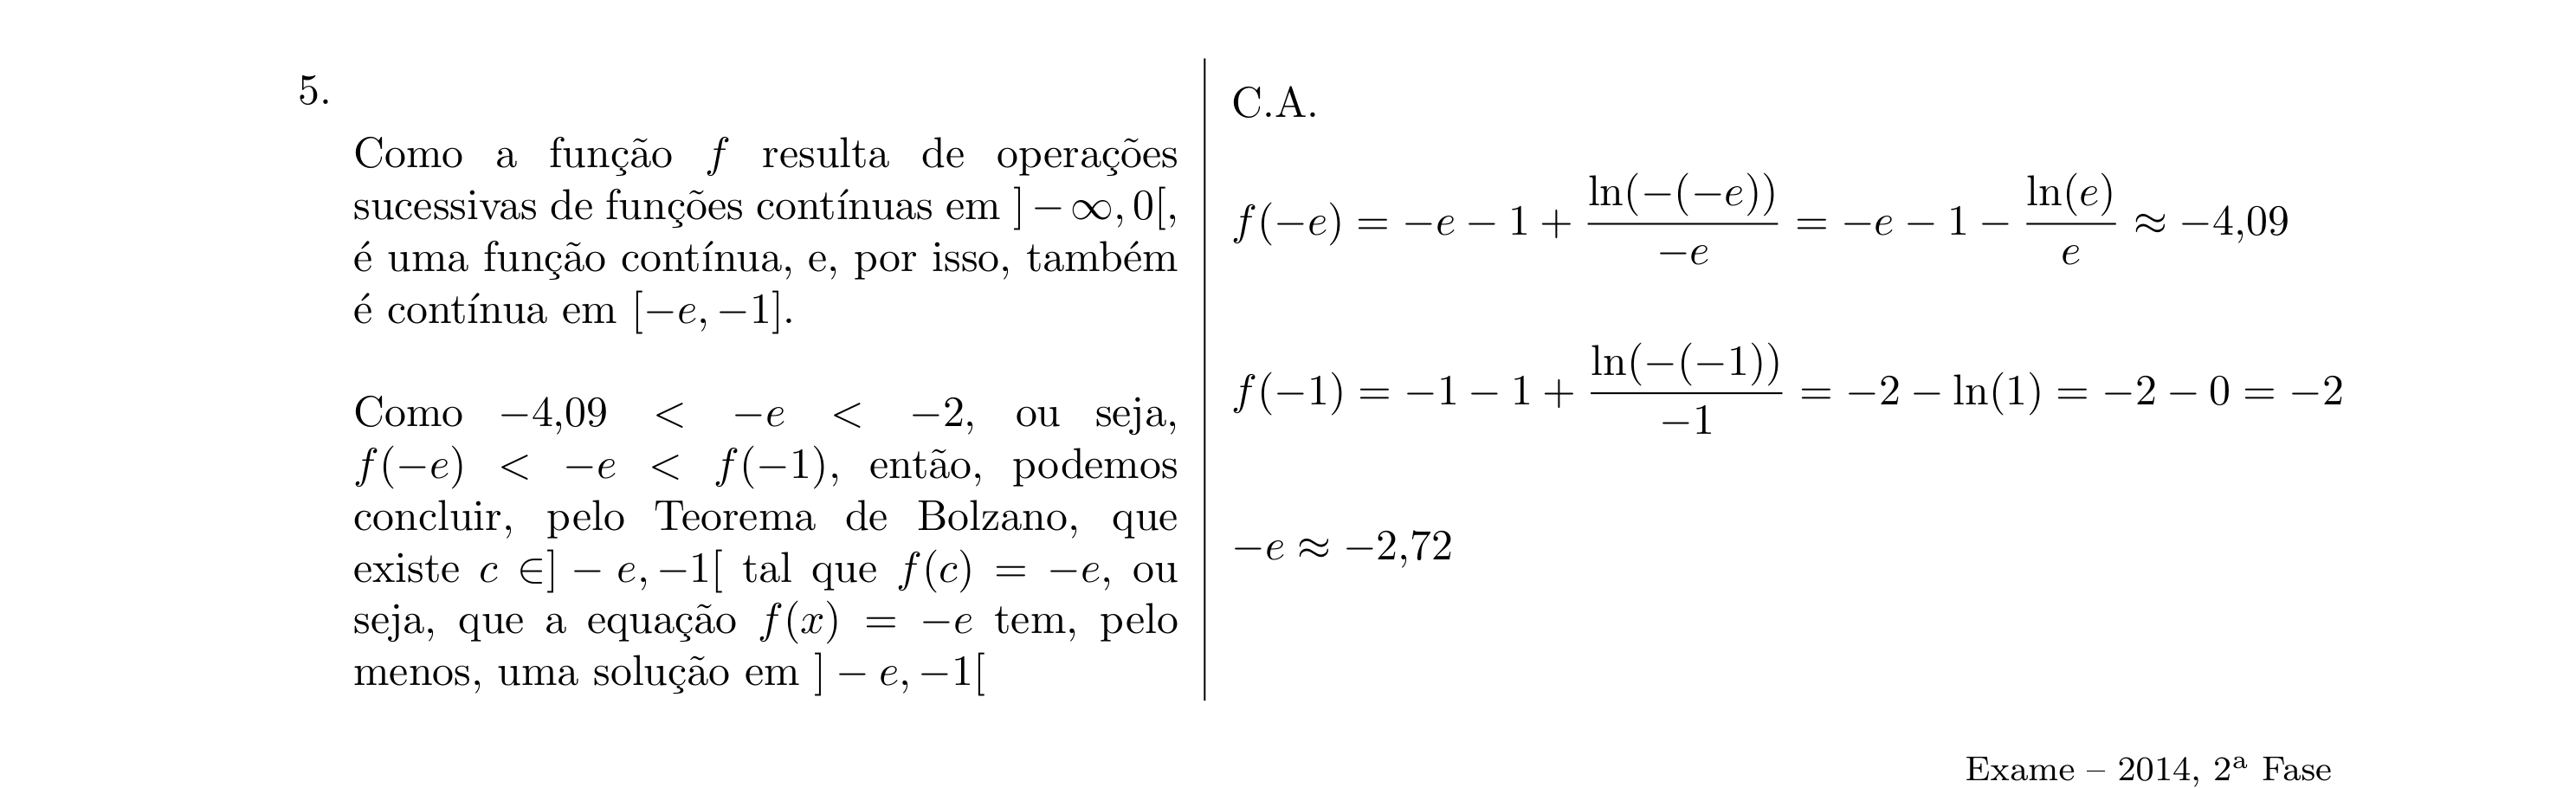 5.
Como a função f resulta de operações
sucessivas de funções contínuas em ] − ∞, 0[,
é uma função contínua, e, por isso, também
é contínua em [−e, −1].
Como −4,09 < −e < −2, ou seja,
f(−e) < −e < f(−1), então, podemos
concluir, pelo Teorema de Bolzano, que
existe c ∈] − e, −1[ tal que f(c) = −e, ou
seja, que a equação f(x) = −e tem, pelo
menos, uma solução em ] − e, −1[
C.A.
f(−e) = −e − 1 + \frac{ln(−(−e))}{−e} = −e − 1 − \frac{ln(e)}{e} ≈ −4,09
f(−1) = −1 − 1 + \frac{ln(−(−1))}{−1} = −2 − ln(1) = −2 − 0 = −2
−e ≈ −2,72
Exame – 2014, 2ª Fase